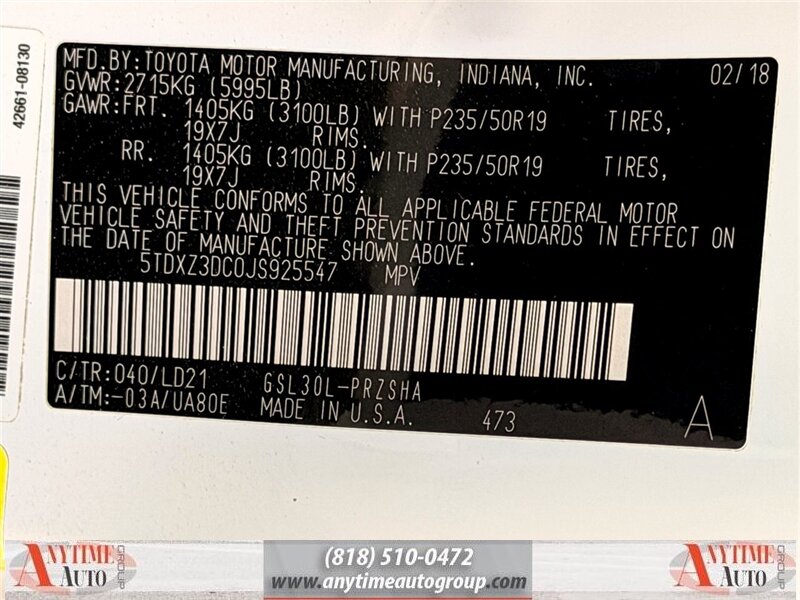 42661-08130
MFD.BY:TOYOTA MOTOR MANUFACTURING, INDIANA, INC. 02/18
GVWR:2715KG (5995LB)
GAWR:FRT. 1405KG (3100LB) WITH P235/50R19 TIRES,
19X7J RIMS.
RR. 1405KG (3100LB) WITH P235/50R19 TIRES,
19X7J RIMS.
THIS VEHICLE CONFORMS TO ALL APPLICABLE FEDERAL MOTOR
VEHICLE SAFETY AND THEFT PREVENTION STANDARDS IN EFFECT ON
THE DATE OF MANUFACTURE SHOWN ABOVE.
5TDXZ3DC0JS925547 MPV
C/TR:040/LD21 GSL30L-PRZSHA
A/TM:-03A/UA80E MADE IN U.S.A. 473 A
ANYTIME AUTO GROUP
(818) 510-0472
www.anytimeautogroup.com
ANYTIME AUTO GROUP